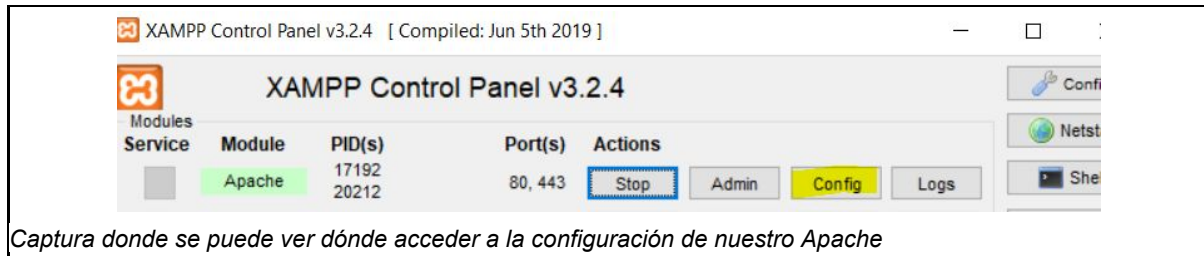 XAMPP Control Panel v3.2.4 [ Compiled: Jun 5th 2019 ]
XAMPP Control Panel v3.2.4
Modules
Service Module PID(s) Port(s) Actions
Apache 17192 20212 80, 443 Stop Admin Config Logs
Captura donde se puede ver dónde acceder a la configuración de nuestro Apache